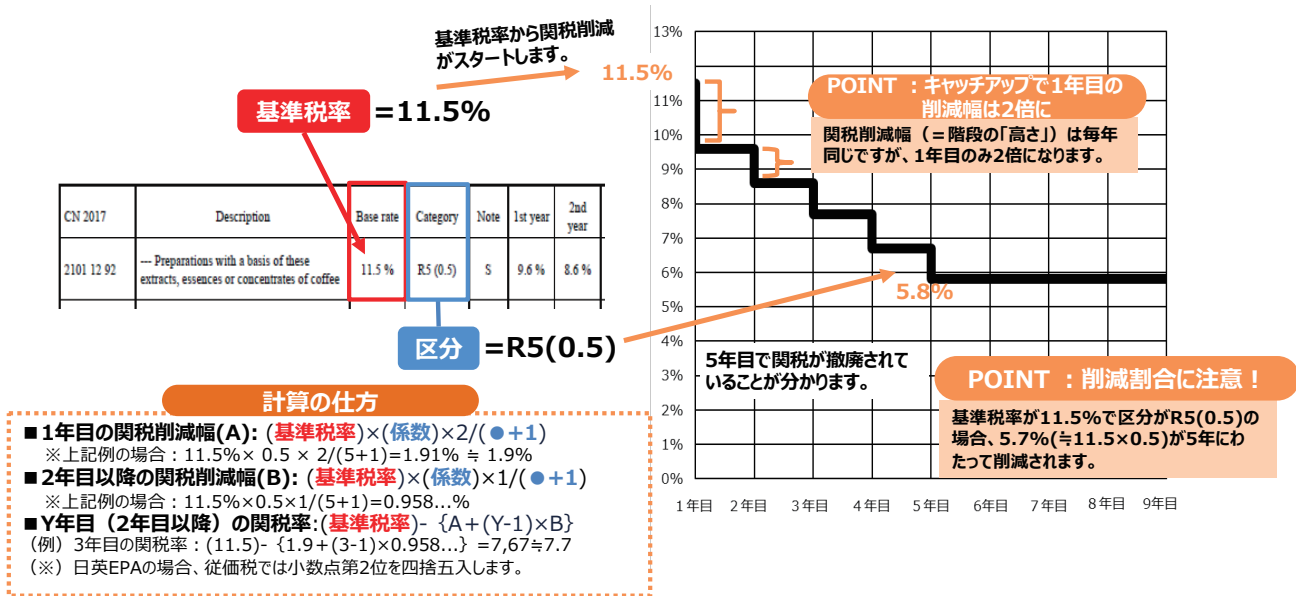 基準税率から関税削減
がスタートします。
11.5%
基準税率 =11.5%
CN 2017 Description Base rate Category Note 1st year 2nd year
2101 12 92 --- Preparations with a basis of these extracts, essences or concentrates of coffee 11.5 % R5 (0.5) S 9.6 % 8.6 %
区分 =R5(0.5)
13%
11%
10%
9%
8%
7%
6%
5%
4%
3%
2%
1%
0%
1年目 2年目 3年目 4年目 5年目 6年目 7年目 8年目 9年目
POINT ：キャッチアップで1年目の
削減幅は2倍に
関税削減幅（＝階段の「高さ」）は毎年
同じですが、1年目のみ2倍になります。
5.8%
5年目で関税が撤廃されて
いることが分かります。
POINT ：削減割合に注意！
基準税率が11.5%で区分がR5(0.5)の
場合、5.7%(≒11.5×0.5)が5年にわ
たって削減されます。
計算の仕方
■1年目の関税削減幅(A): (基準税率)×(係数)×2/(●+1)
※上記例の場合：11.5%× 0.5 × 2/(5+1)=1.91% ≒ 1.9%
■2年目以降の関税削減幅(B): (基準税率)×(係数)×1/(●+1)
※上記例の場合：11.5%×0.5×1/(5+1)=0.958...%
■Y年目（2年目以降）の関税率:(基準税率)-｛A+(Y-1)×B｝
（例）3年目の関税率：(11.5)-｛1.9+(3-1)×0.958...｝=7,67≒7.7
（※）日英EPAの場合、従価税では小数点第2位を四捨五入します。